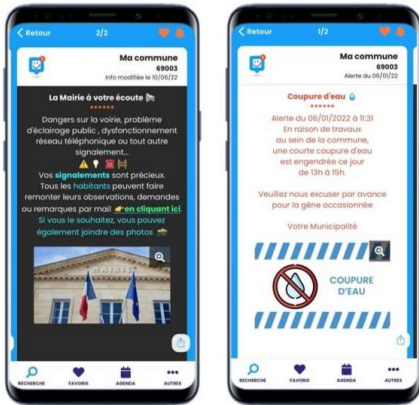 Retour
2/2
Ma commune
69003
Info modifiée le 10/06/22
La Mairie à votre écoute
******
Dangers sur la voirie, problème
d'éclairage public , dysfonctionnement
réseau téléphonique ou tout autre
signalement...
Vos signalements sont précieux.
Tous les habitants peuvent faire
remonter leurs observations, demandes
ou remarques par mail en cliquant ici.
Si vous le souhaitez, vous pouvez
également joindre des photos
RECHERCHE
FAVORIS
AGENDA
AUTRES
Retour
1/2
Ma commune
69003
Alerte du 06/01/22
Coupure d'eau
******
Alerte du 06/01/2022 à 11:31
En raison de travaux
au sein de la commune,
une courte coupure d'eau
est engendrée ce jour
de 13h à 15h.
Veuillez nous excuser par avance
pour la gêne occasionnée
Votre Municipalité
COUPURE
D'EAU
RECHERCHE
FAVORIS
AGENDA
AUTRES